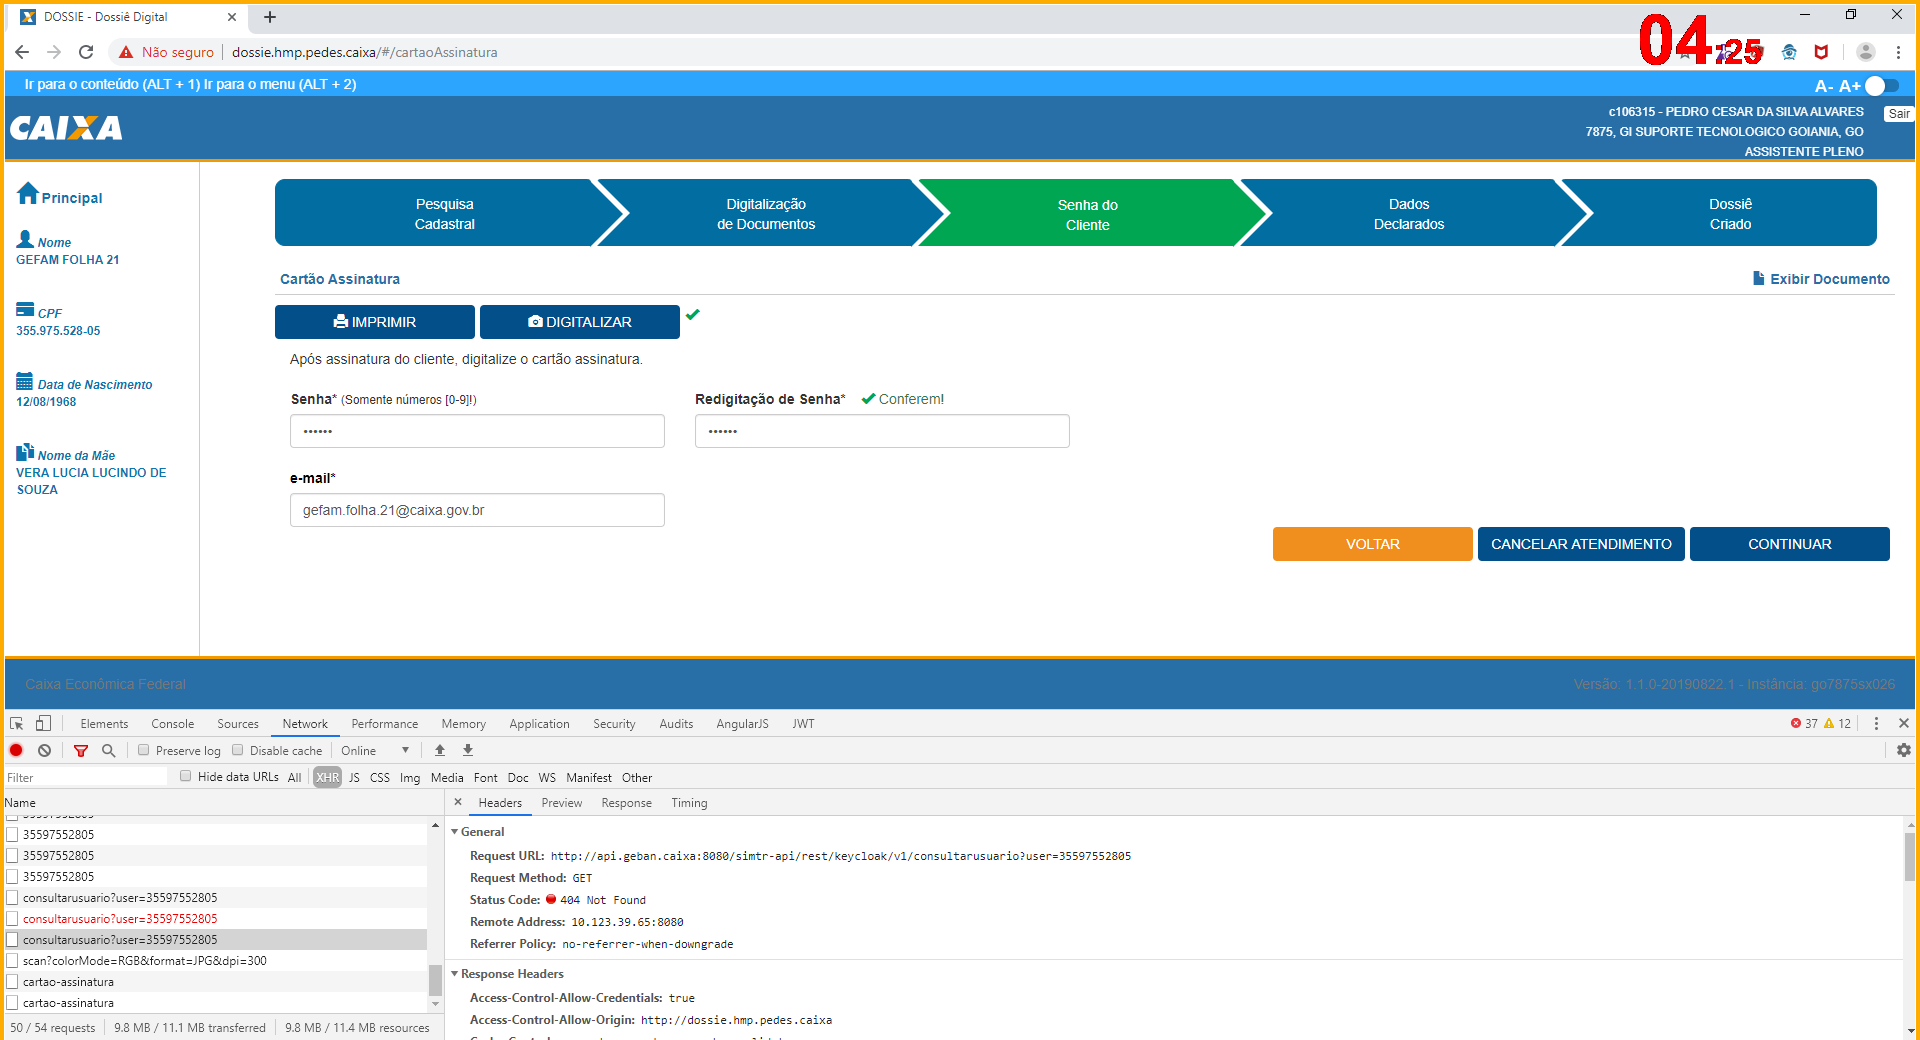 DOSSIE - Dossiê Digital
04:25
Não seguro
dossie.hmp.pedes.caixa/#/cartaoAssinatura
Ir para o conteúdo (ALT + 1) Ir para o menu (ALT + 2)
A- A+
CAIXA
c106315 - PEDRO CESAR DA SILVA ALVARES
Sair
7875, GI SUPORTE TECNOLOGICO GOIANIA, GO
ASSISTENTE PLENO
Principal
Nome
GEFAM FOLHA 21
CPF
355.975.528-05
Data de Nascimento
12/08/1968
Nome da Mãe
VERA LUCIA LUCINDO DE
SOUZA
Pesquisa
Cadastral
Digitalização
de Documentos
Senha do
Cliente
Dados
Declarados
Dossiê
Criado
Cartão Assinatura
Exibir Documento
IMPRIMIR
DIGITALIZAR
Após assinatura do cliente, digitalize o cartão assinatura.
Senha* (Somente números [0-9]!)
Redigitação de Senha*
Conferem!
••••••
••••••
e-mail*
gefam.folha.21@caixa.gov.br
VOLTAR
CANCELAR ATENDIMENTO
CONTINUAR
Caixa Econômica Federal
Versão: 1.1.0-20190822.1 - Instância: go7875sx026
Elements Console Sources Network Performance Memory Application Security Audits AngularJS JWT
37 12
Preserve log Disable cache Online
Filter
Hide data URLs All XHR JS CSS Img Media Font Doc WS Manifest Other
Name
35597552805
35597552805
35597552805
35597552805
consultarusuario?user=35597552805
consultarusuario?user=35597552805
consultarusuario?user=35597552805
scan?colorMode=RGB&format=JPG&dpi=300
cartao-assinatura
cartao-assinatura
50 / 54 requests 9.8 MB / 11.1 MB transferred 9.8 MB / 11.4 MB resources
Headers Preview Response Timing
General
Request URL: http://api.geban.caixa:8080/simtr-api/rest/keycloak/v1/consultarusuario?user=35597552805
Request Method: GET
Status Code: 404 Not Found
Remote Address: 10.123.39.65:8080
Referrer Policy: no-referrer-when-downgrade
Response Headers
Access-Control-Allow-Credentials: true
Access-Control-Allow-Origin: http://dossie.hmp.pedes.caixa